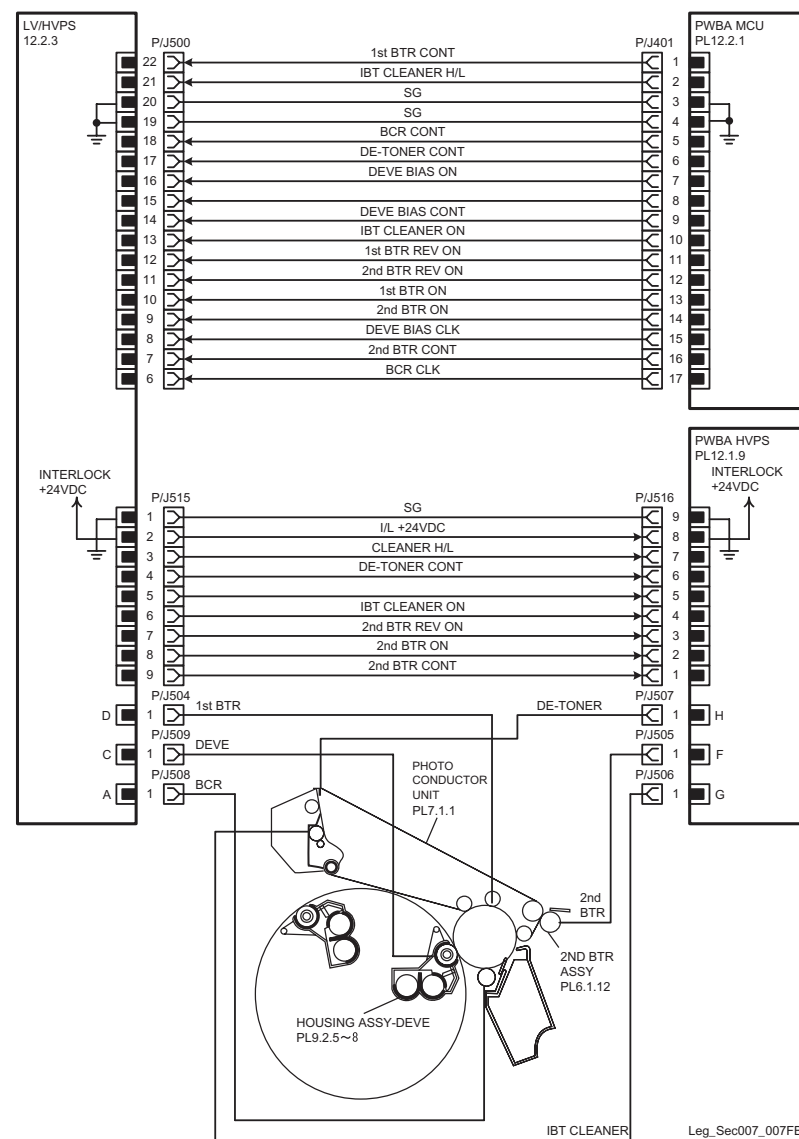 LV/HVPS
12.2.3
PWBA MCU
PL12.2.1
P/J500
P/J401
22 1st BTR CONT 1
21 IBT CLEANER H/L 2
20 SG 3
19 SG 4
18 BCR CONT 5
17 DE-TONER CONT 6
16 DEVE BIAS ON 7
15 8
14 DEVE BIAS CONT 9
13 IBT CLEANER ON 10
12 1st BTR REV ON 11
11 2nd BTR REV ON 12
10 1st BTR ON 13
9 2nd BTR ON 14
8 DEVE BIAS CLK 15
7 2nd BTR CONT 16
6 BCR CLK 17
PWBA HVPS
PL12.1.9
INTERLOCK
+24VDC
INTERLOCK
+24VDC
P/J515
P/J516
1 SG 9
2 I/L +24VDC 8
3 CLEANER H/L 7
4 DE-TONER CONT 6
5 5
6 IBT CLEANER ON 4
7 2nd BTR REV ON 3
8 2nd BTR ON 2
9 2nd BTR CONT 1
P/J504
P/J507
D 1 1st BTR DE-TONER 1 H
P/J509
P/J505
C 1 DEVE 1 F
P/J508
P/J506
A 1 BCR 1 G
PHOTO
CONDUCTOR
UNIT
PL7.1.1
2nd
BTR
2ND BTR
ASSY
PL6.1.12
HOUSING ASSY-DEVE
PL9.2.5~8
IBT CLEANER
Leg_Sec007_007FB